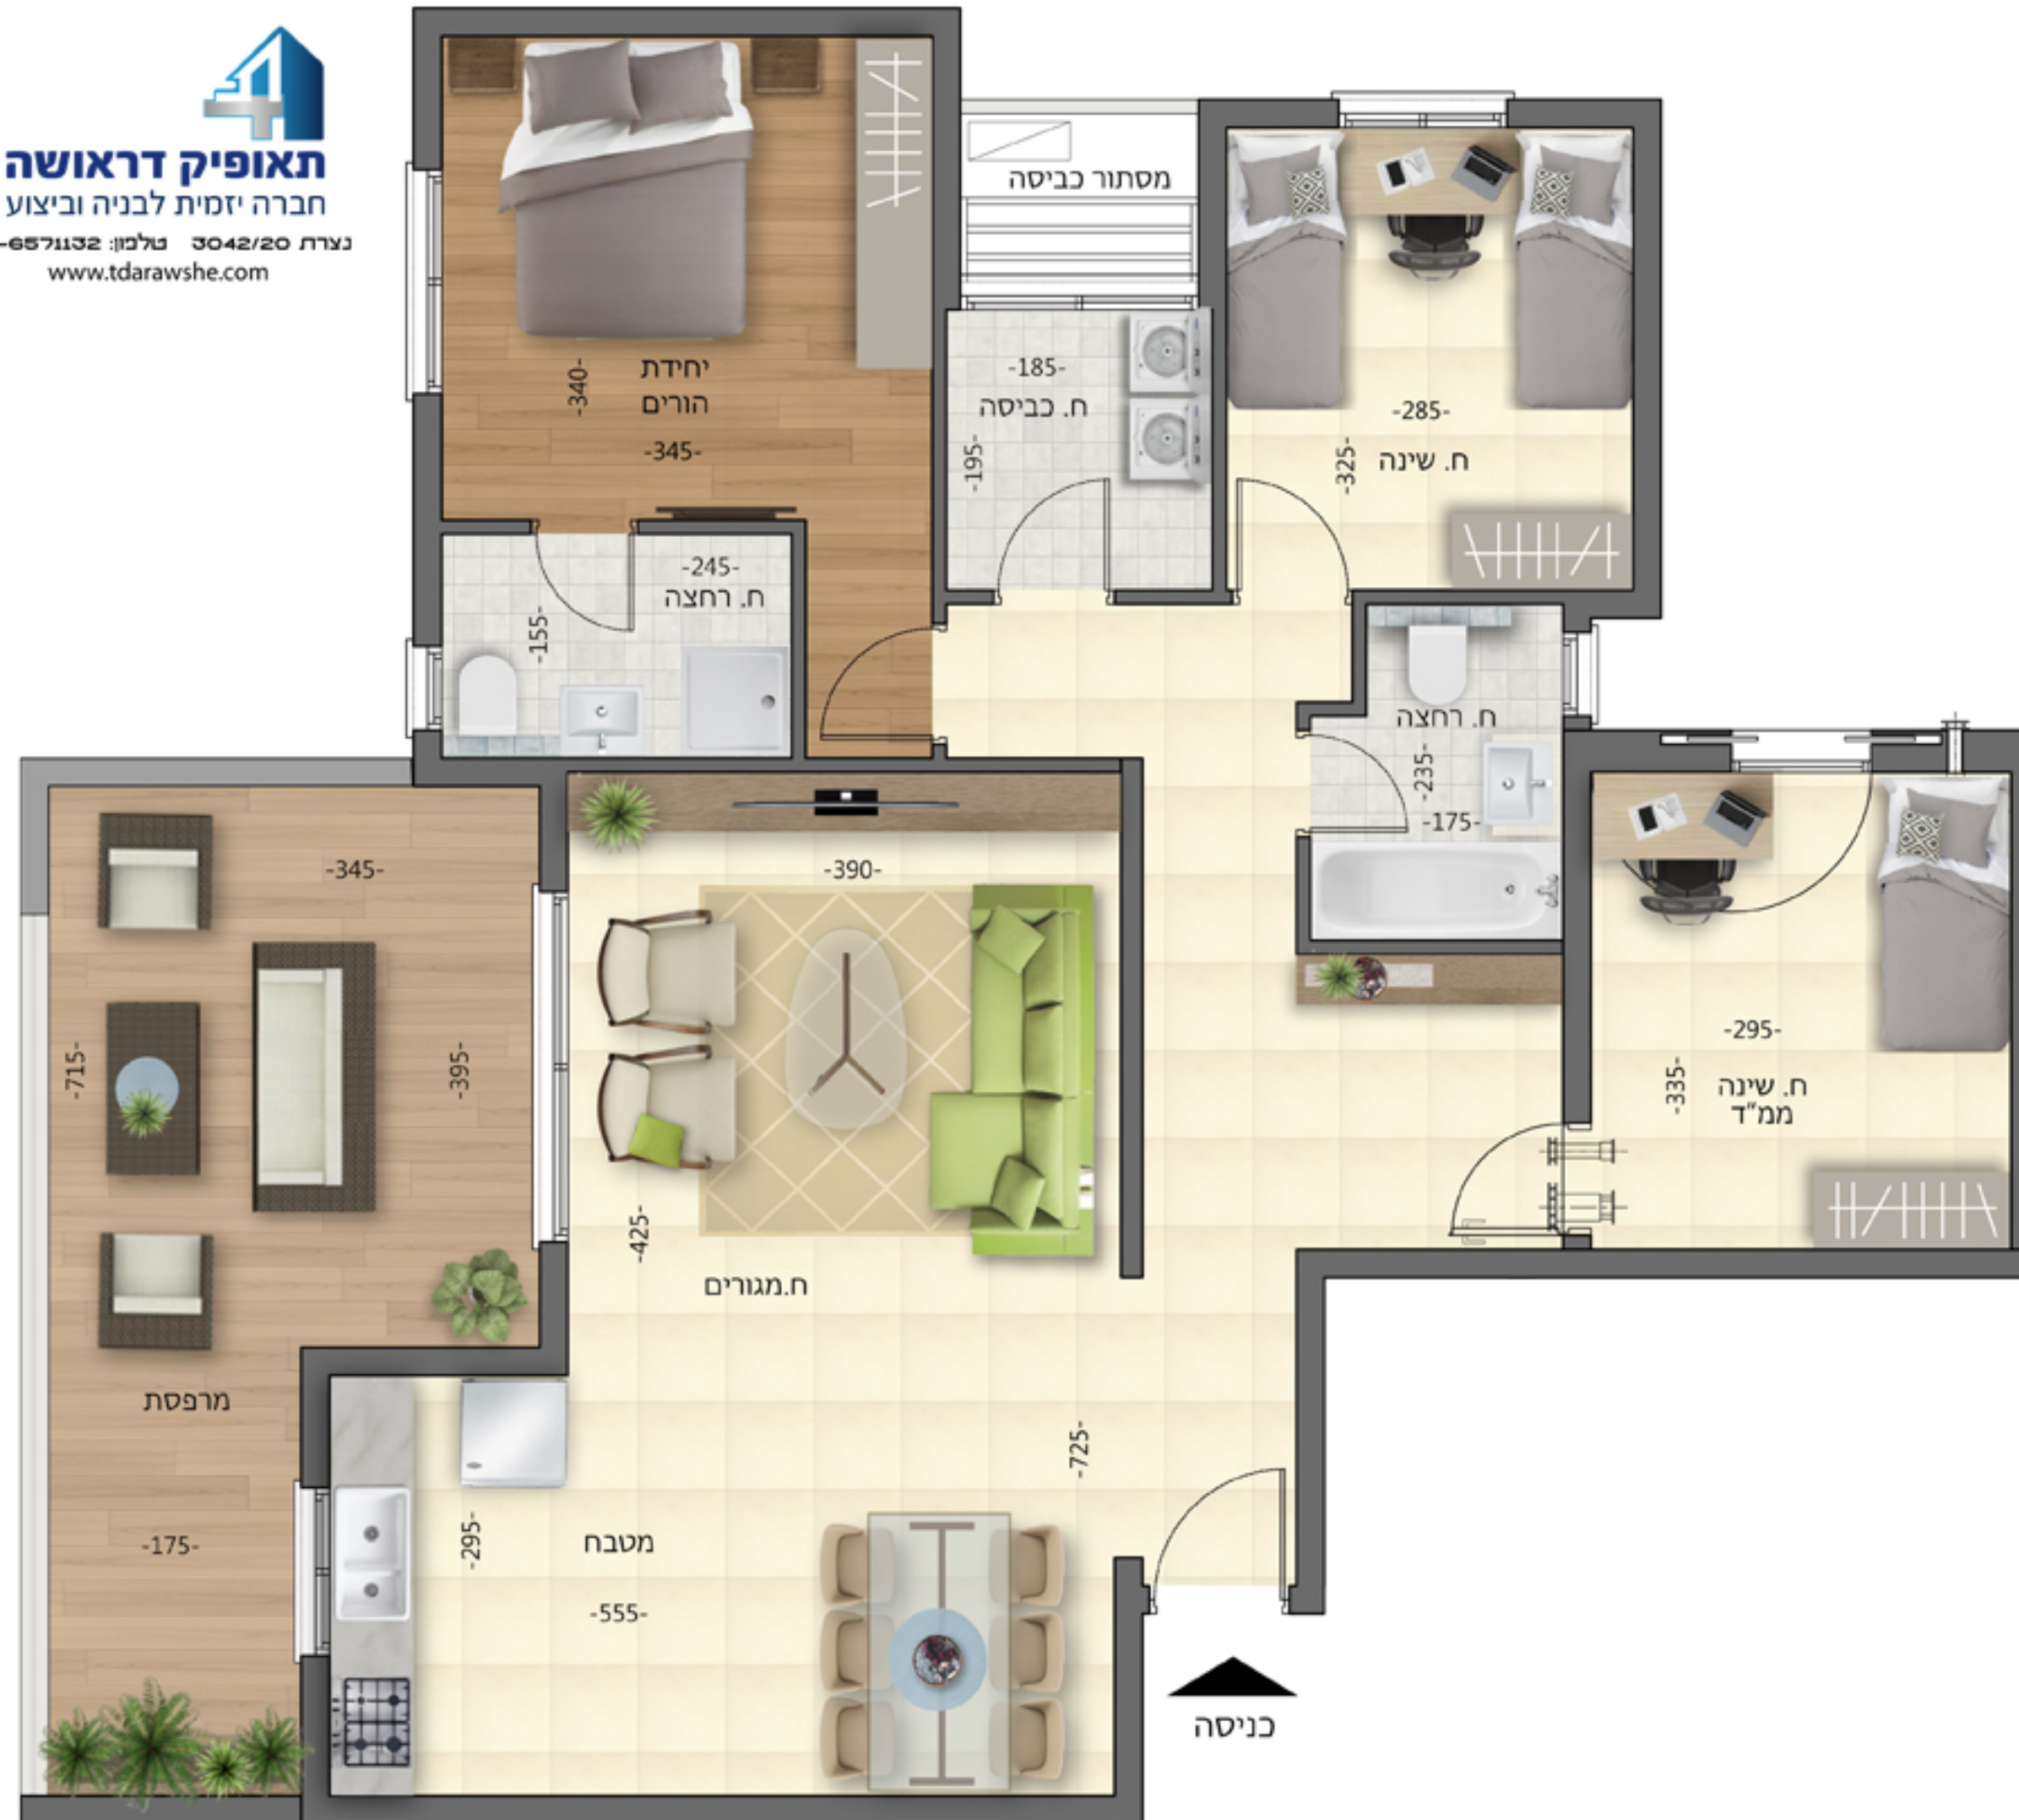 תאופיק דראושה
חברה יזמית לבניה וביצוע
נצרת 3042/20 טלפון: 6571132-
www.tdarawshe.com
מסתור כביסה
-340-
יחידת
הורים
-345-
-185-
ח. כביסה
-195-
-285-
ח. שינה
-325-
-245-
ח. רחצה
-155-
ח. רחצה
-235-
-175-
-345-
-390-
-715-
-395-
-295-
ח. שינה
ממ"ד
-335-
-425-
ח.מגורים
מרפסת
-725-
-175-
-295-
מטבח
-555-
כניסה